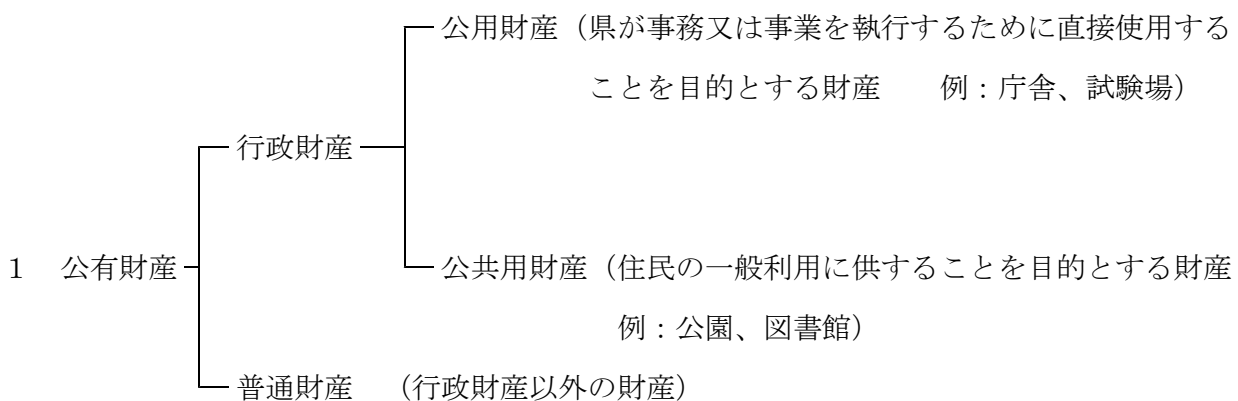 公用財産（県が事務又は事業を執行するために直接使用する
ことを目的とする財産　　例：庁舎、試験場）
行政財産
1　公有財産
公共用財産（住民の一般利用に供することを目的とする財産
例：公園、図書館）
普通財産　（行政財産以外の財産）